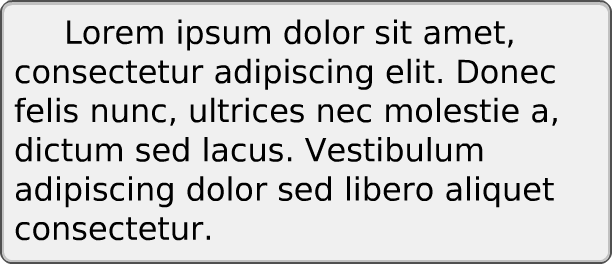 Lorem ipsum dolor sit amet,
consectetur adipiscing elit. Donec
felis nunc, ultrices nec molestie a,
dictum sed lacus. Vestibulum
adipiscing dolor sed libero aliquet
consectetur.